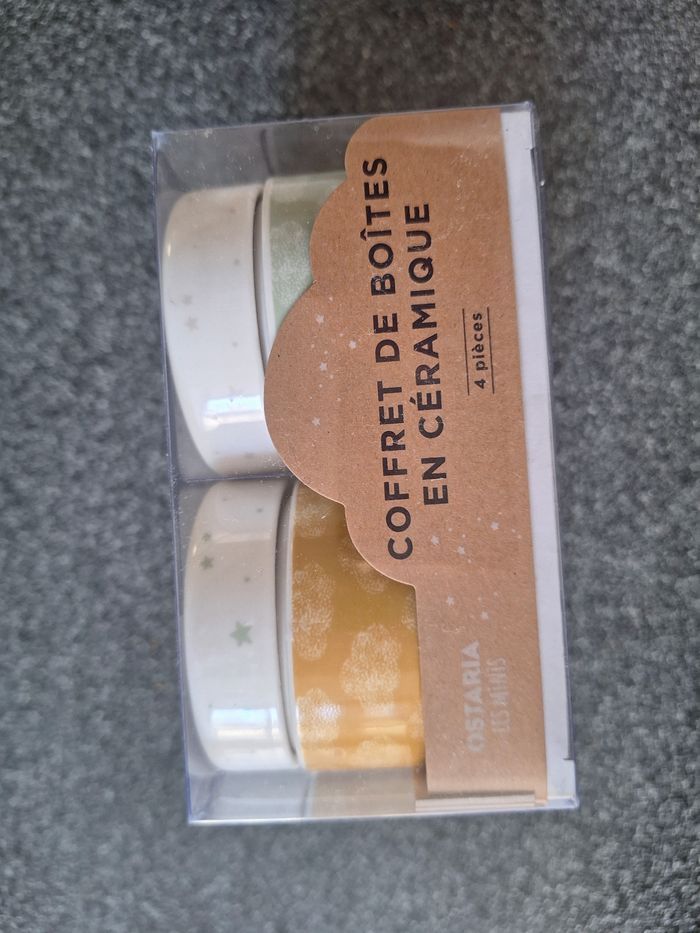 COFFRET DE BOÎTES
EN CÉRAMIQUE
4 pièces
OSTARIA
LES MINIS